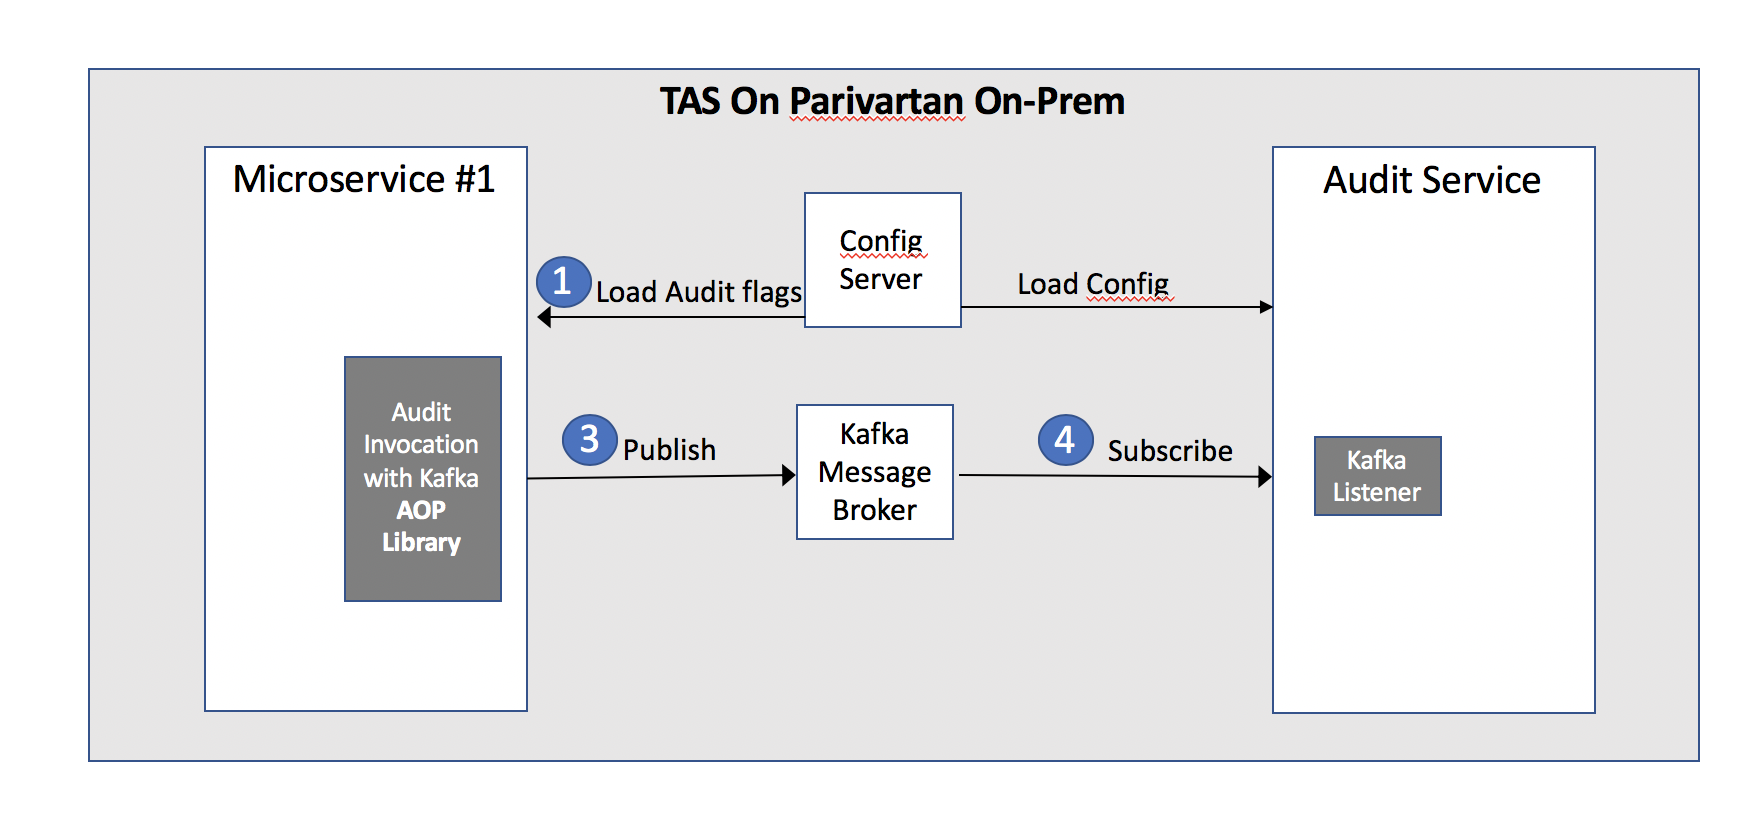 TAS On Parivartan On-Prem
Microservice #1
Audit
Invocation
with Kafka
AOP
Library
1
Load Audit flags
Config
Server
Load Config
3
Publish
Kafka
Message
Broker
4
Subscribe
Audit Service
Kafka
Listener